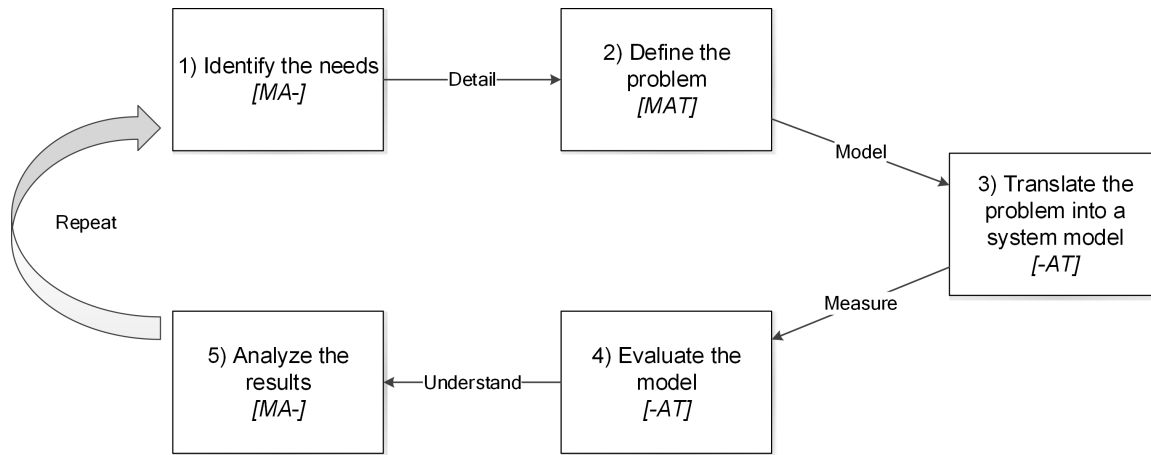 1) Identify the needs
[MA-]
Detail
2) Define the
problem
[MAT]
Model
3) Translate the
problem into a
system model
[-AT]
Measure
4) Evaluate the
model
[-AT]
Understand
5) Analyze the
results
[MA-]
Repeat